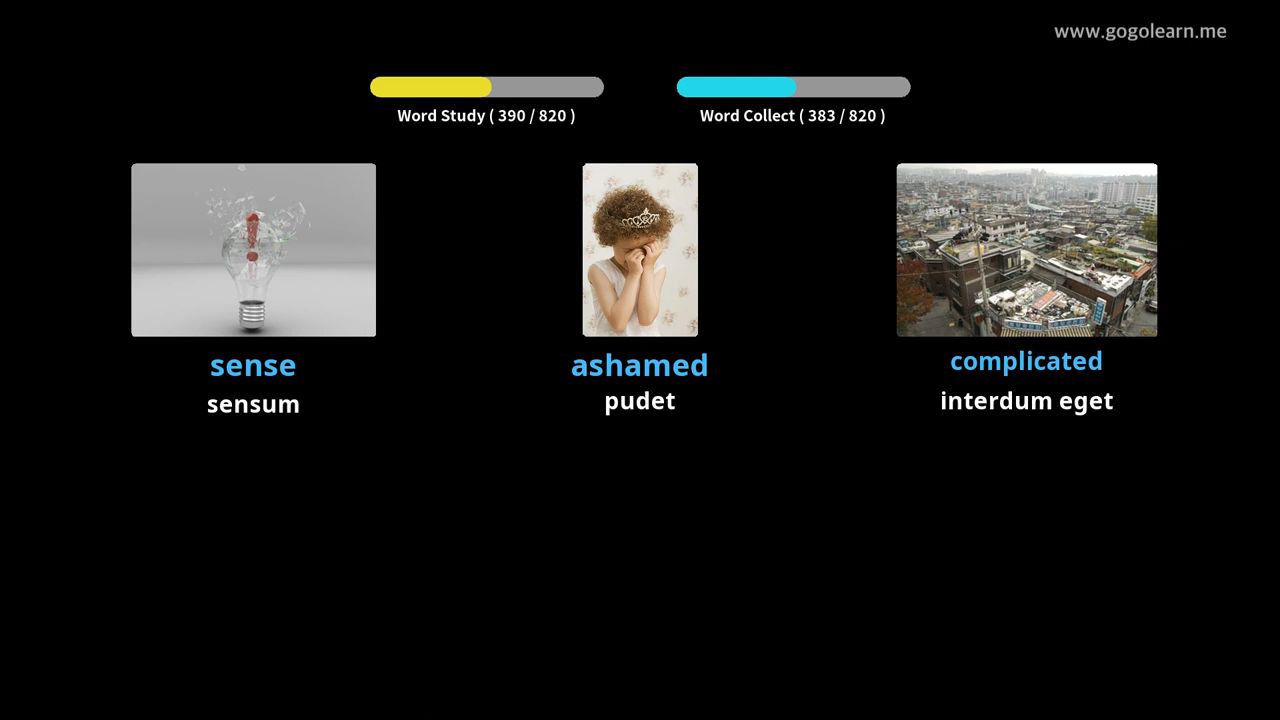 www.gogolearn.me
Word Study ( 390 / 820 )
Word Collect ( 383 / 820 )
sense
ashamed
complicated
sensum
pudet
interdum eget